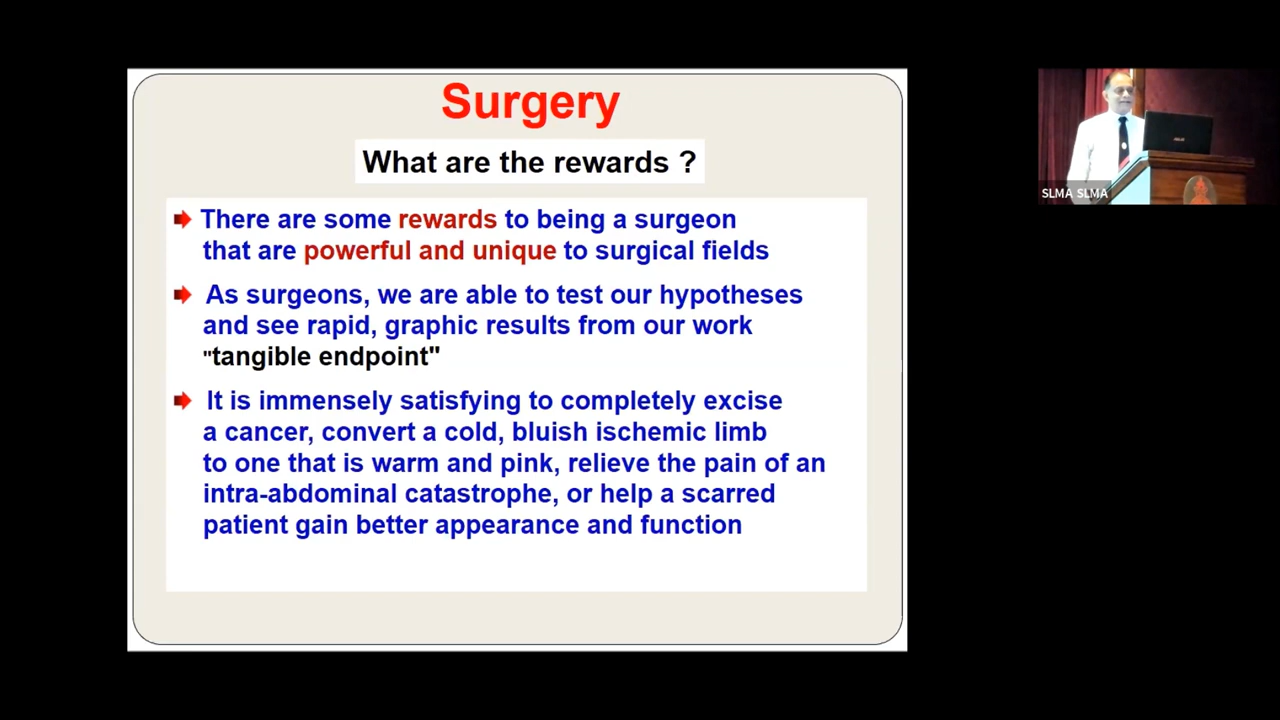 Surgery
What are the rewards ?
There are some rewards to being a surgeon
that are powerful and unique to surgical fields
As surgeons, we are able to test our hypotheses
and see rapid, graphic results from our work
"tangible endpoint"
It is immensely satisfying to completely excise
a cancer, convert a cold, bluish ischemic limb
to one that is warm and pink, relieve the pain of an
intra-abdominal catastrophe, or help a scarred
patient gain better appearance and function
SLMA SLMA